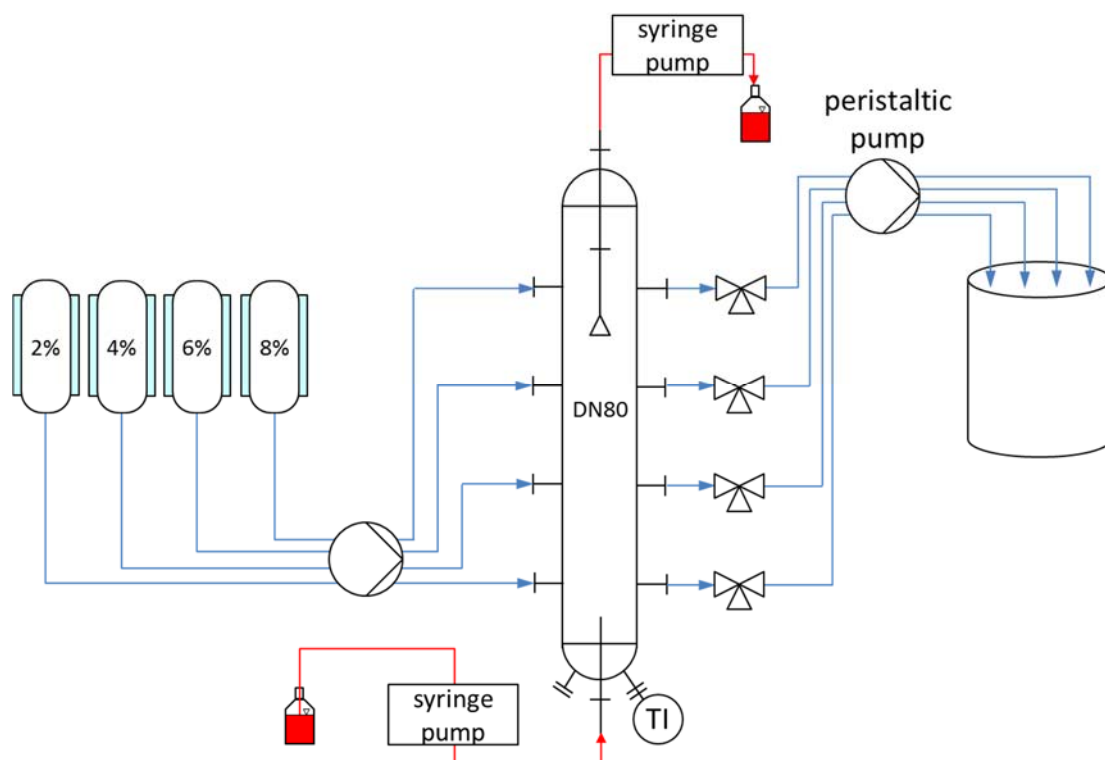 syringe
pump
peristaltic
pump
2%
4%
6%
8%
DN80
syringe
pump
TI